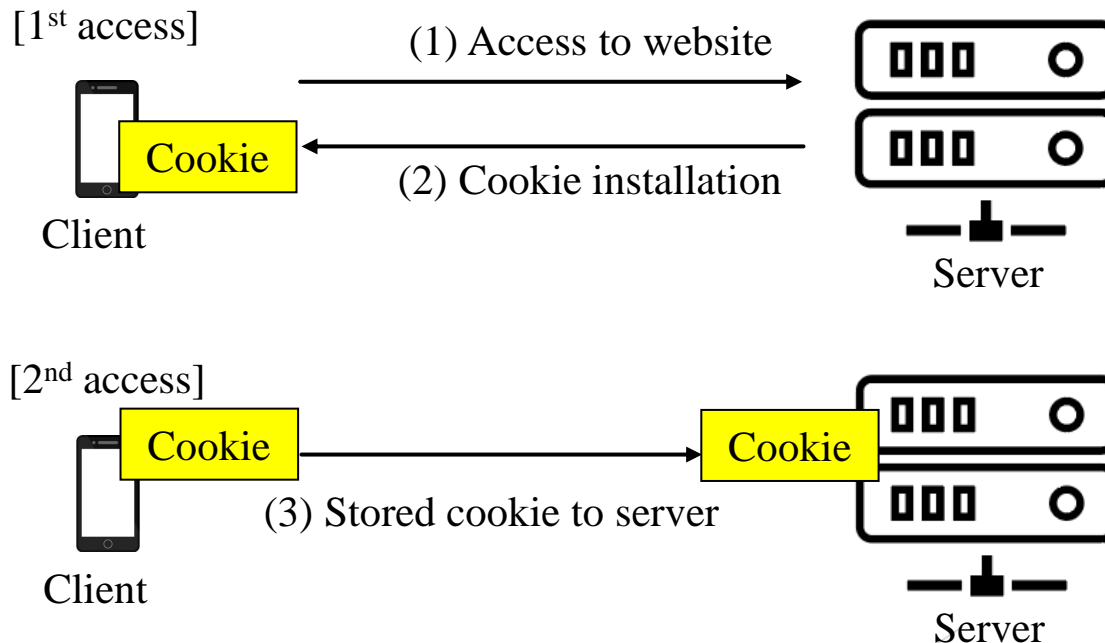 [1st access]
(1) Access to website
Cookie
(2) Cookie installation
Client
Server
[2nd access]
Cookie
Cookie
(3) Stored cookie to server
Client
Server